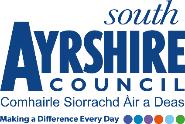 south
AYRSHIRE
COUNCIL
Comhairle Siorrachd Àir a Deas
Making a Difference Every Day